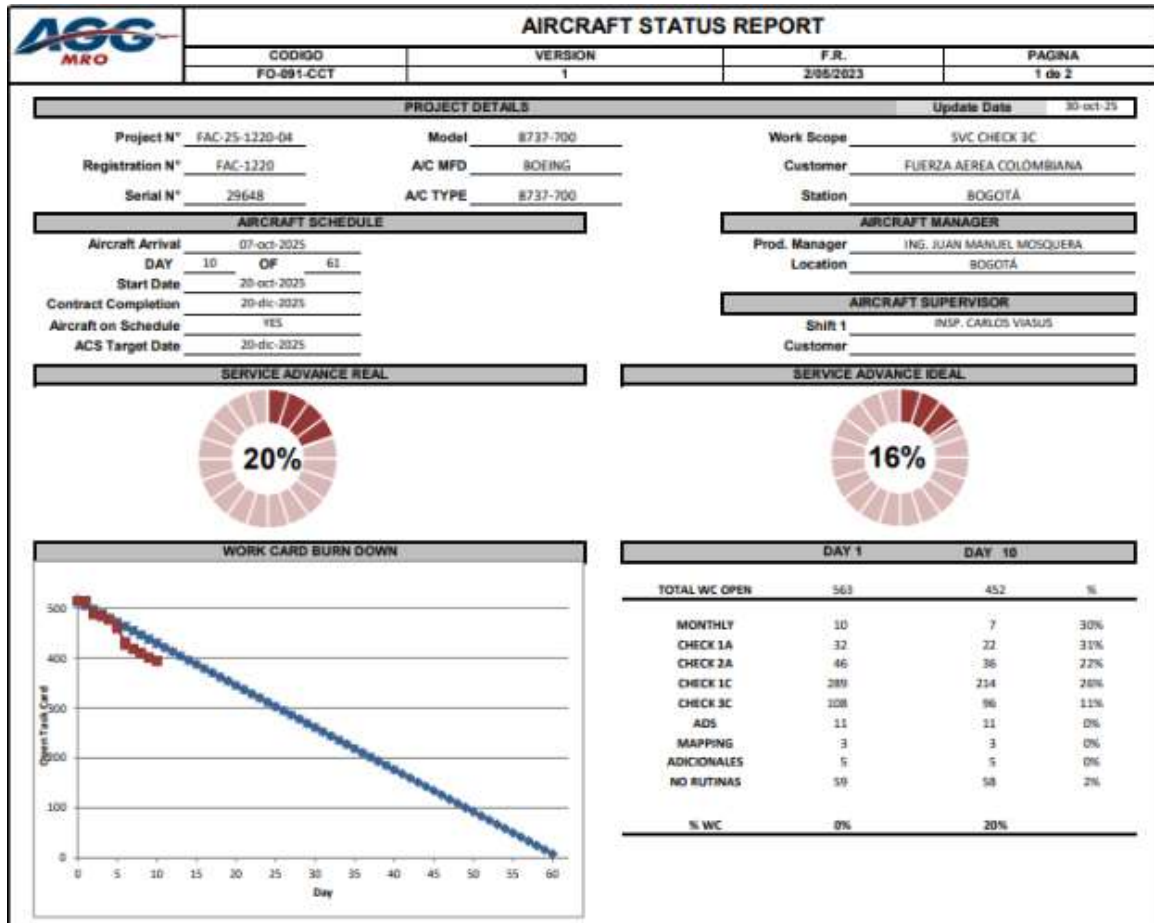 AGG
MRO
AIRCRAFT STATUS REPORT
CODIGO VERSION F.R. PAGINA
FO-091-CCT 1 2/05/2023 1 de 2
PROJECT DETAILS Update Date 30-oct-25
Project N° FAC-25-1220-04 Model B737-700 Work Scope SVC CHECK 3C
Registration N° FAC-1220 A/C MFD BOEING Customer FUERZA AEREA COLOMBIANA
Serial N° 29648 A/C TYPE B737-700 Station BOGOTÁ
AIRCRAFT SCHEDULE AIRCRAFT MANAGER
Aircraft Arrival 07-oct-2025 Prod. Manager ING. JUAN MANUEL MOSQUERA
DAY 10 OF 61 Location BOGOTÁ
Start Date 20-oct-2025
Contract Completion 20-dic-2025 AIRCRAFT SUPERVISOR
Aircraft on Schedule YES Shift 1 INSP. CARLOS VIASUS
ACS Target Date 20-dic-2025 Customer
SERVICE ADVANCE REAL SERVICE ADVANCE IDEAL
20% 16%
WORK CARD BURN DOWN
Open Task Card
500
400
300
200
100
0
0 5 10 15 20 25 30 35 40 45 50 55 60
Day
DAY 1 DAY 10
TOTAL WC OPEN 563 452 %
MONTHLY 10 7 30%
CHECK 1A 32 22 31%
CHECK 2A 46 36 22%
CHECK 1C 289 214 26%
CHECK 3C 108 96 11%
ADS 11 11 0%
MAPPING 3 3 0%
ADICIONALES 5 5 0%
NO RUTINAS 59 58 2%
% WC 0% 20%